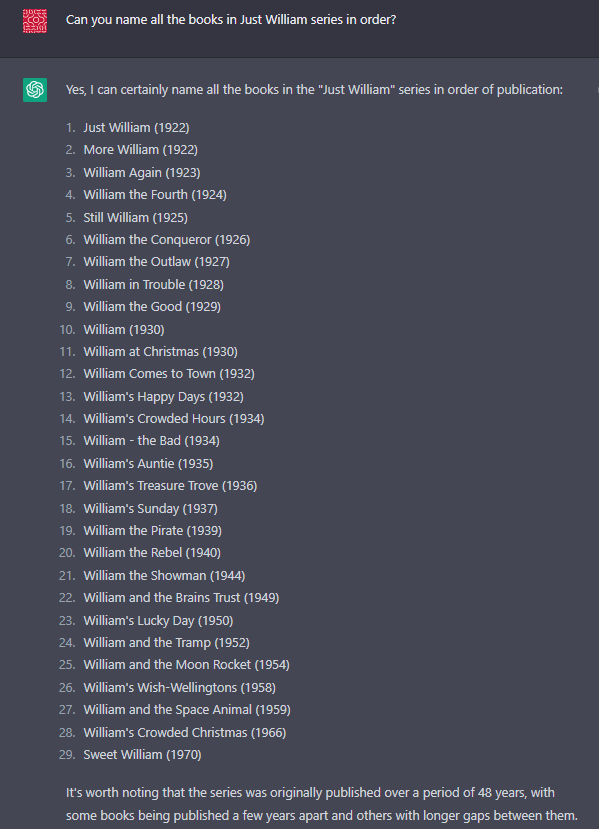 Can you name all the books in Just William series in order?
Yes, I can certainly name all the books in the "Just William" series in order of publication:
1. Just William (1922)
2. More William (1922)
3. William Again (1923)
4. William the Fourth (1924)
5. Still William (1925)
6. William the Conqueror (1926)
7. William the Outlaw (1927)
8. William in Trouble (1928)
9. William the Good (1929)
10. William (1930)
11. William at Christmas (1930)
12. William Comes to Town (1932)
13. William's Happy Days (1932)
14. William's Crowded Hours (1934)
15. William - the Bad (1934)
16. William's Auntie (1935)
17. William's Treasure Trove (1936)
18. William's Sunday (1937)
19. William the Pirate (1939)
20. William the Rebel (1940)
21. William the Showman (1944)
22. William and the Brains Trust (1949)
23. William's Lucky Day (1950)
24. William and the Tramp (1952)
25. William and the Moon Rocket (1954)
26. William's Wish-Wellingtons (1958)
27. William and the Space Animal (1959)
28. William's Crowded Christmas (1966)
29. Sweet William (1970)
It's worth noting that the series was originally published over a period of 48 years, with
some books being published a few years apart and others with longer gaps between them.